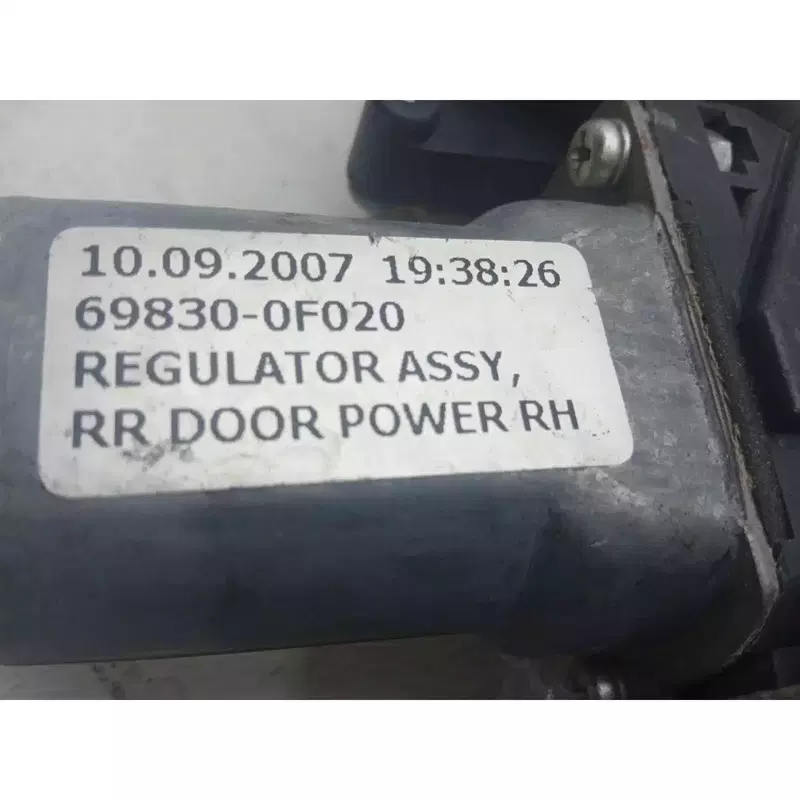 10.09.2007 19:38:26
69830-0F020
REGULATOR ASSY,
RR DOOR POWER RH